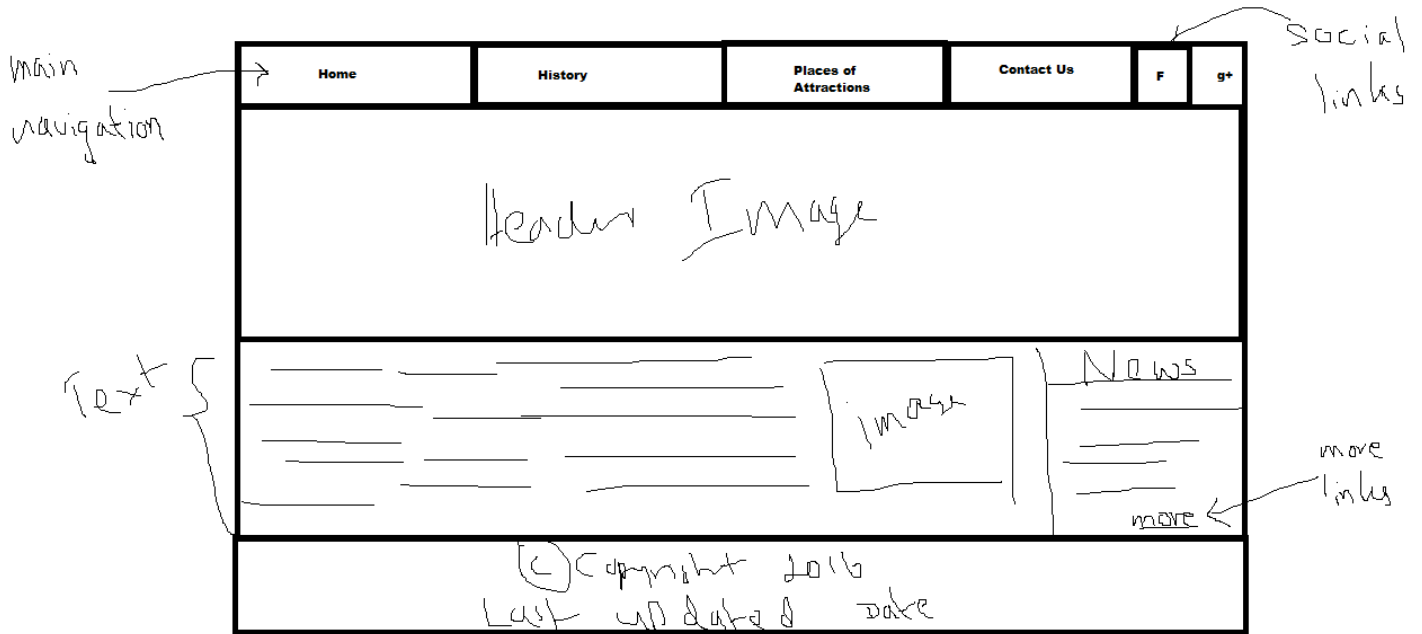 main
navigation
Home
History
Places of
Attractions
Contact Us
F
g+
social
links
Header Image
Text
image
News
more
more
links
© Copyright 2016
Last updated Date